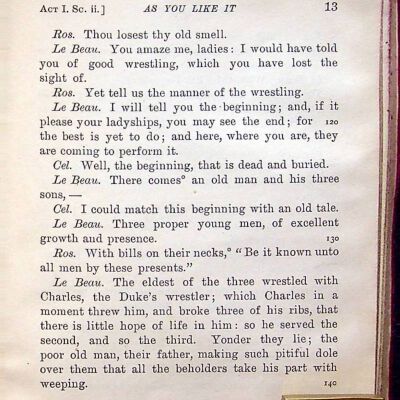 ACT I. Sc. ii.] AS YOU LIKE IT 13
Ros. Thou losest thy old smell.
Le Beau. You amaze me, ladies: I would have told
you of good wrestling, which you have lost the
sight of.
Ros. Yet tell us the manner of the wrestling.
Le Beau. I will tell you the beginning; and, if it
please your ladyships, you may see the end; for 120
the best is yet to do; and here, where you are, they
are coming to perform it.
Cel. Well, the beginning, that is dead and buried.
Le Beau. There comes° an old man and his three
sons, —
Cel. I could match this beginning with an old tale.
Le Beau. Three proper young men, of excellent
growth and presence. 130
Ros. With bills on their necks,° “Be it known unto
all men by these presents.”
Le Beau. The eldest of the three wrestled with
Charles, the Duke’s wrestler; which Charles in a
moment threw him, and broke three of his ribs, that
there is little hope of life in him: so he served the
second, and so the third. Yonder they lie; the
poor old man, their father, making such pitiful dole
over them that all the beholders take his part with
weeping. 140